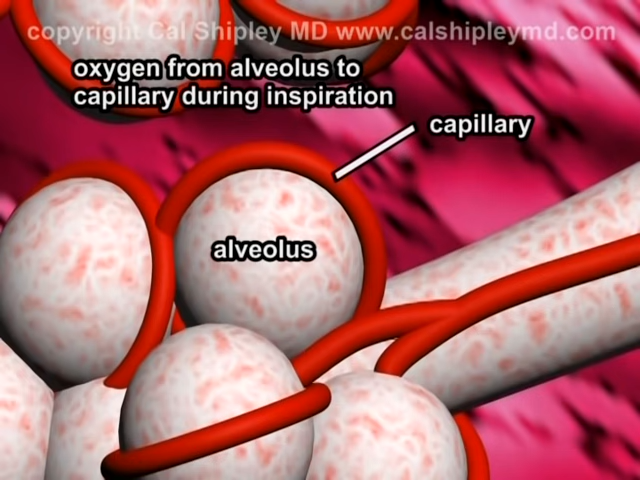 copyright Cal Shipley MD www.calshipleymd.com
oxygen from alveolus to
capillary during inspiration
capillary
alveolus